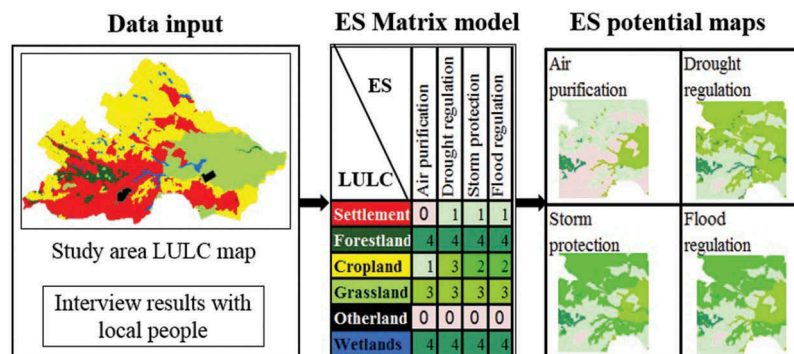 Data input
Study area LULC map
Interview results with
local people
ES Matrix model
ES
LULC
Air purification
Drought regulation
Storm protection
Flood regulation
Settlement 0 1 1 1
Forestland 4 4 4 4
Cropland 1 3 2 2
Grassland 3 3 3 3
Otherland 0 0 0 0
Wetlands 4 4 4 4
ES potential maps
Air
purification
Drought
regulation
Storm
protection
Flood
regulation